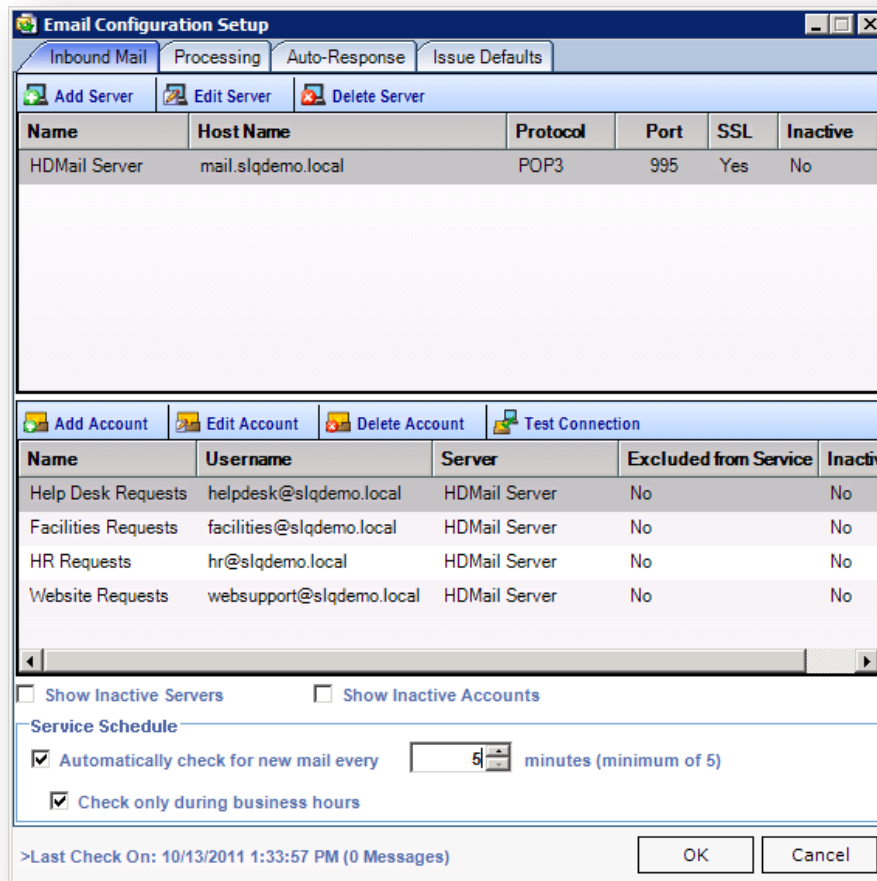 Email Configuration Setup
Inbound Mail Processing Auto-Response Issue Defaults
Add Server Edit Server Delete Server
Name Host Name Protocol Port SSL Inactive
HDMail Server mail.slqdemo.local POP3 995 Yes No
Add Account Edit Account Delete Account Test Connection
Name Username Server Excluded from Service Inactiv
Help Desk Requests helpdesk@slqdemo.local HDMail Server No No
Facilities Requests facilities@slqdemo.local HDMail Server No No
HR Requests hr@slqdemo.local HDMail Server No No
Website Requests websupport@slqdemo.local HDMail Server No No
Show Inactive Servers Show Inactive Accounts
Service Schedule
Automatically check for new mail every 5 minutes (minimum of 5)
Check only during business hours
>Last Check On: 10/13/2011 1:33:57 PM (0 Messages) OK Cancel